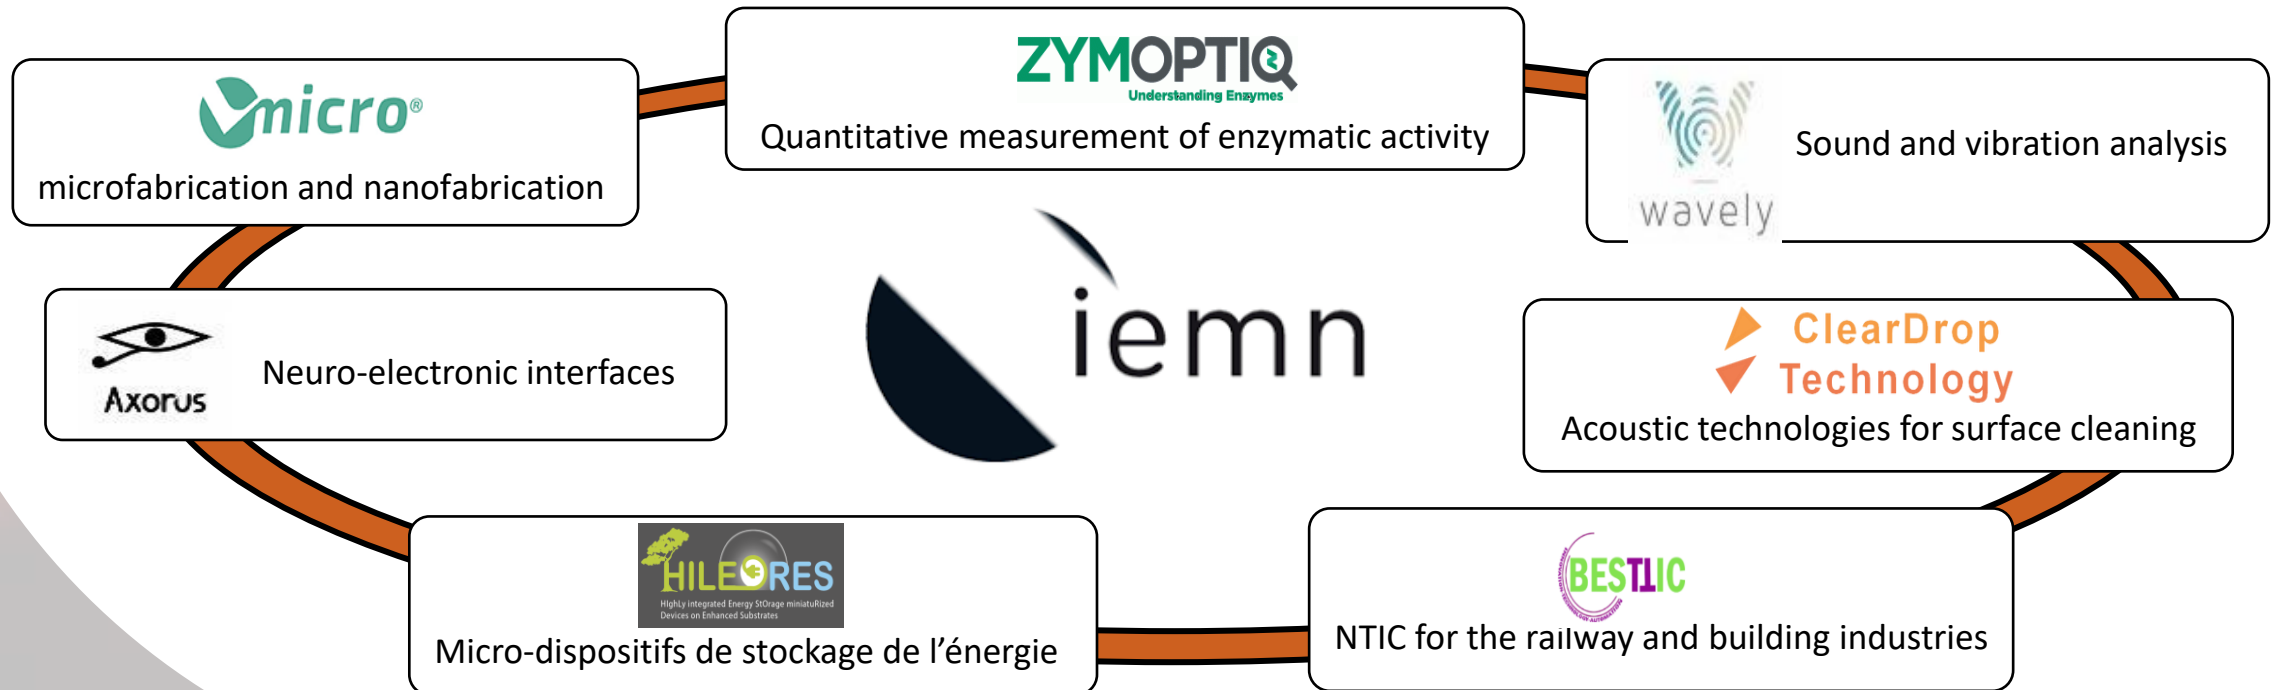 Vmicro®
microfabrication and nanofabrication
ZYMOPTIQ
Understanding Enzymes
Quantitative measurement of enzymatic activity
wavely
Sound and vibration analysis
Axorus
Neuro-electronic interfaces
iemn
ClearDrop
Technology
Acoustic technologies for surface cleaning
HILEORES
HIghLy integrated Energy StOrage miniatuRized
Devices on Enhanced Substrates
Micro-dispositifs de stockage de l’énergie
BESTTIC
NTIC for the railway and building industries